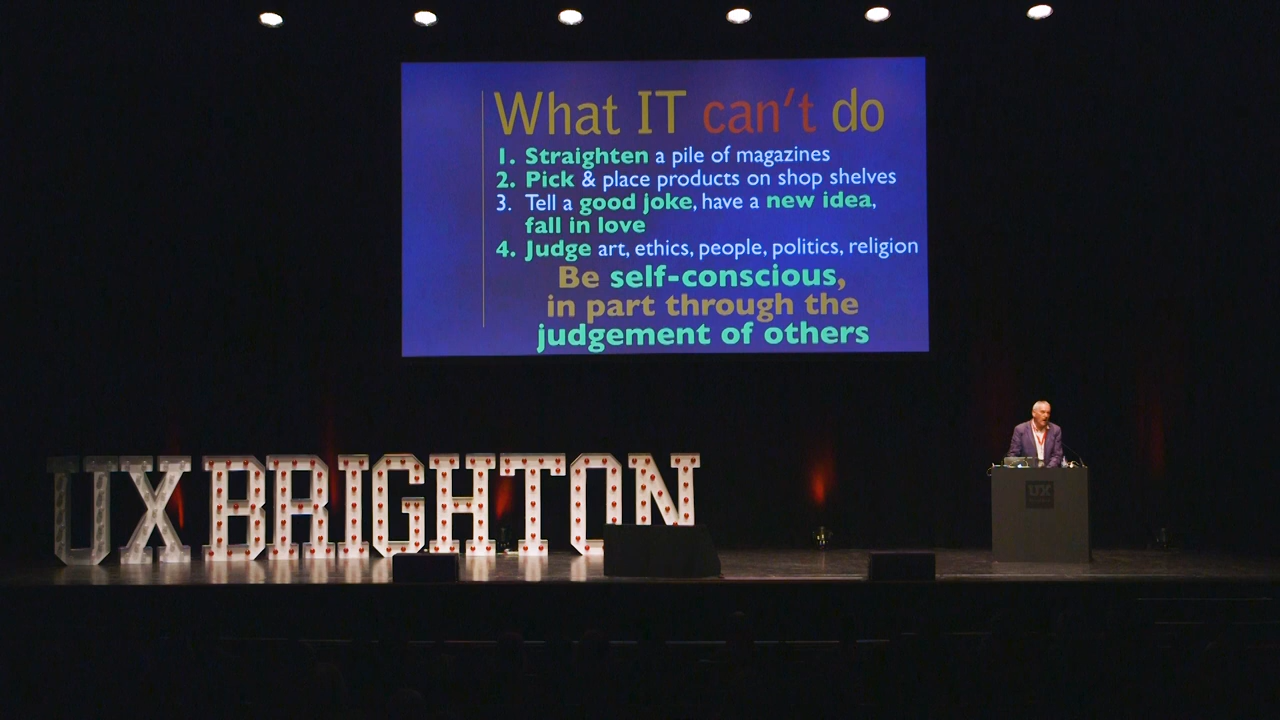 What IT can't do
1. Straighten a pile of magazines
2. Pick & place products on shop shelves
3. Tell a good joke, have a new idea,
fall in love
4. Judge art, ethics, people, politics, religion
Be self-conscious,
in part through the
judgement of others
UX BRIGHTON
UX